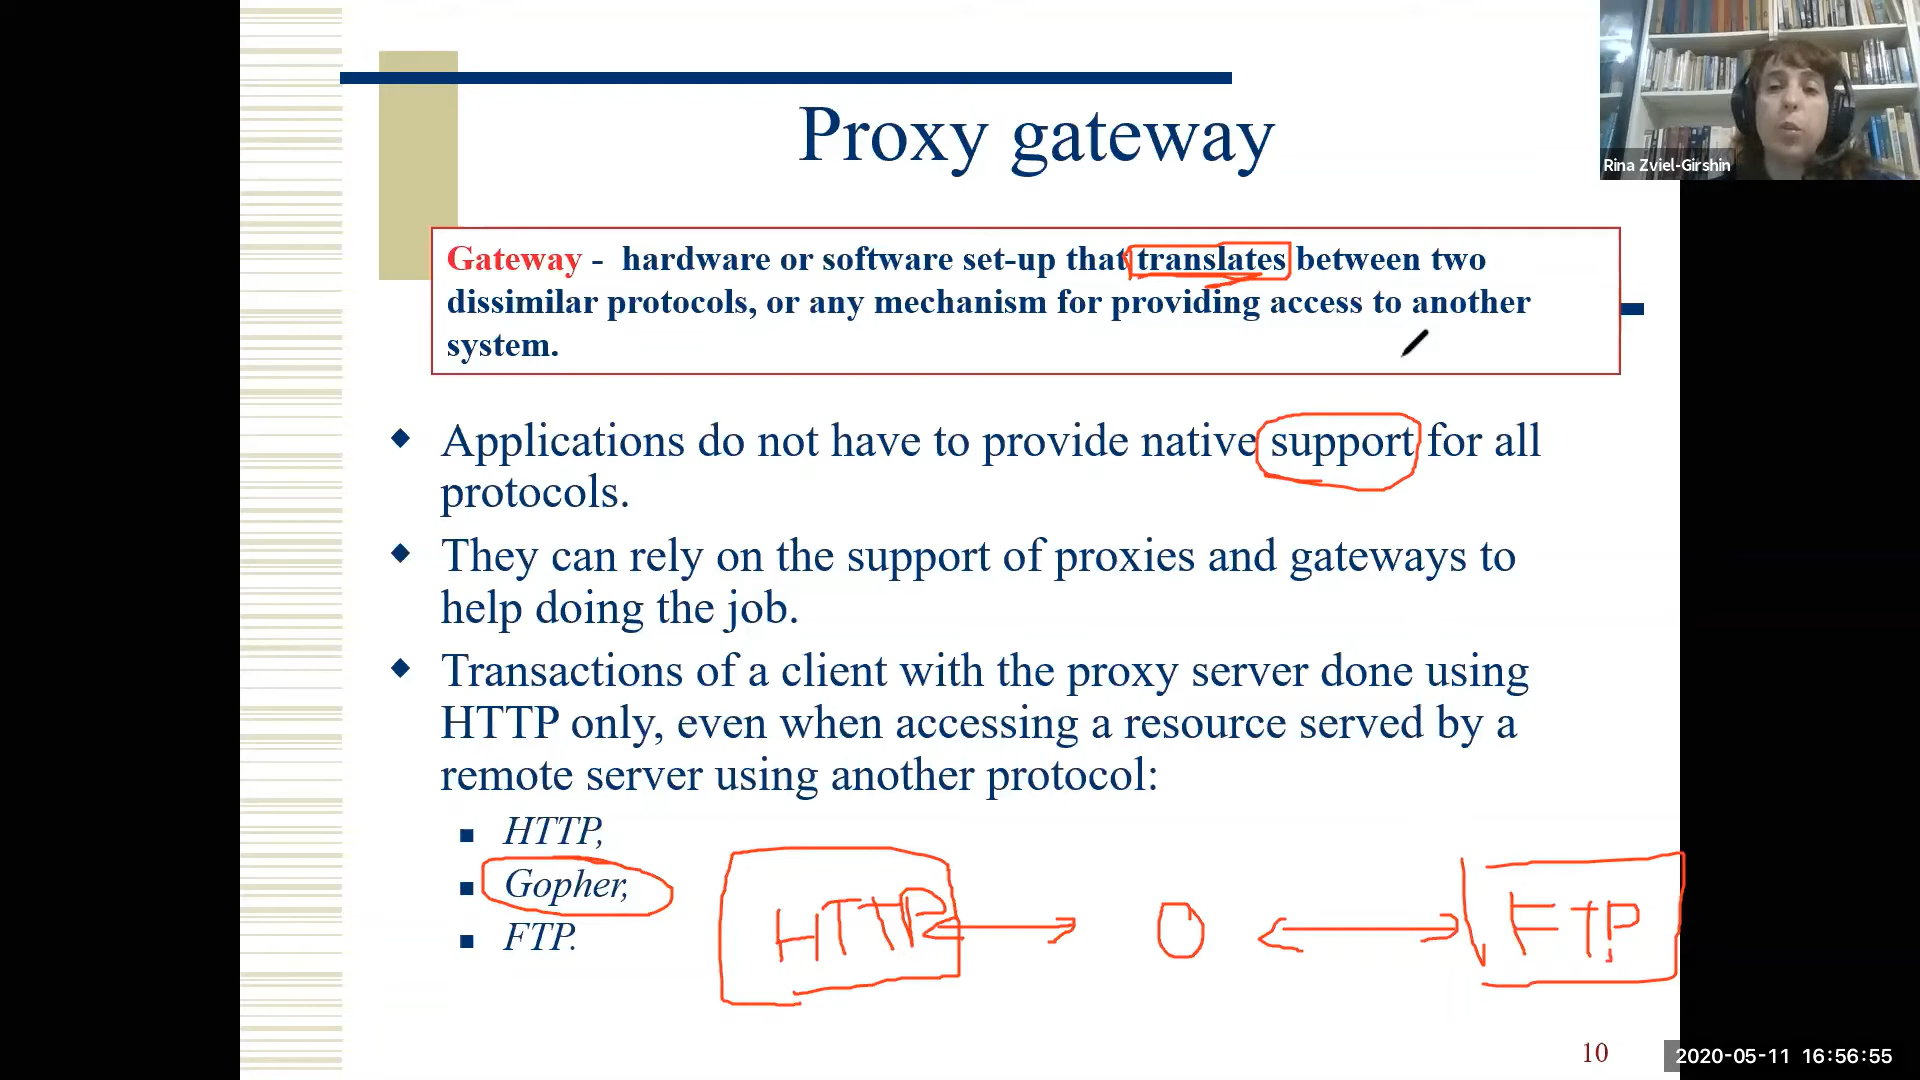 Proxy gateway
Rina Zviel-Girshin
Gateway - hardware or software set-up that translates between two
dissimilar protocols, or any mechanism for providing access to another
system.
Applications do not have to provide native support for all
protocols.
They can rely on the support of proxies and gateways to
help doing the job.
Transactions of a client with the proxy server done using
HTTP only, even when accessing a resource served by a
remote server using another protocol:
HTTP,
Gopher,
FTP.
HTTP O FTP
10
2020-05-11 16:56:55